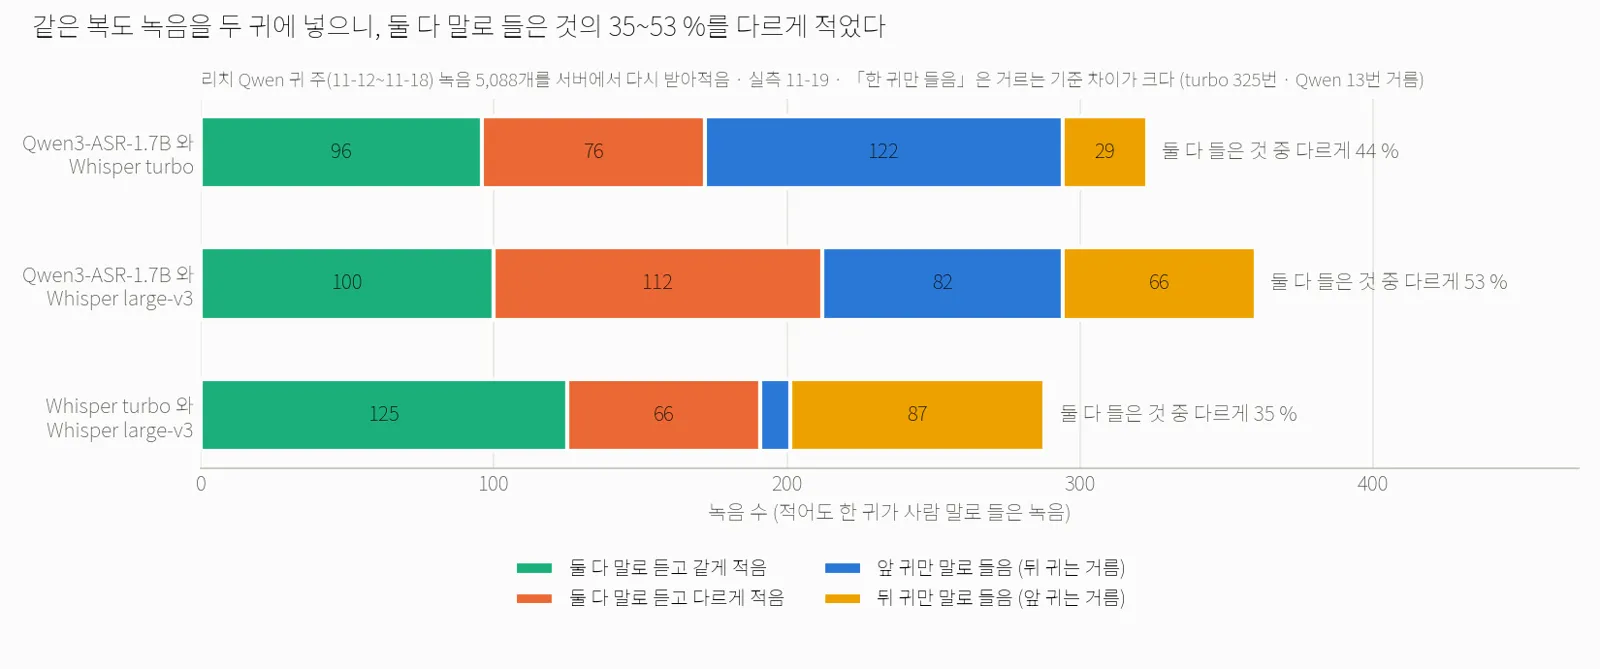 같은 복도 녹음을 두 귀에 넣으니, 둘 다 말로 들은 것의 35~53 %를 다르게 적었다
리치 Qwen 귀 주(11-12~11-18) 녹음 5,088개를 서버에서 다시 받아적음 · 실측 11-19 · 「한 귀만 들음」은 거르는 기준 차이가 크다 (turbo 325번 · Qwen 13번 거름)
Qwen3-ASR-1.7B 와
Whisper turbo
96
76
122
29
둘 다 들은 것 중 다르게 44 %
Qwen3-ASR-1.7B 와
Whisper large-v3
100
112
82
66
둘 다 들은 것 중 다르게 53 %
Whisper turbo 와
Whisper large-v3
125
66
87
둘 다 들은 것 중 다르게 35 %
0
100
200
300
400
녹음 수 (적어도 한 귀가 사람 말로 들은 녹음)
둘 다 말로 듣고 같게 적음
앞 귀만 말로 들음 (뒤 귀는 거름)
둘 다 말로 듣고 다르게 적음
뒤 귀만 말로 들음 (앞 귀는 거름)